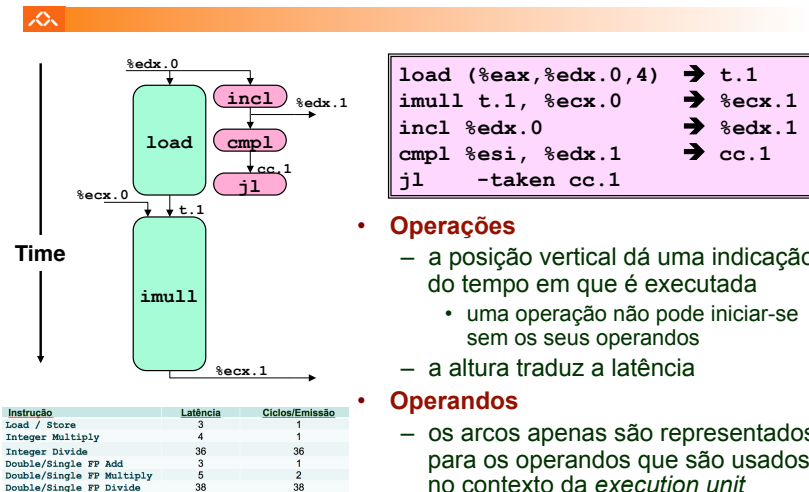 %edx.0
incl
%edx.1
load
cmpl
cc.1
jl
%ecx.0
t.1
Time
imull
%ecx.1
Instrução Latência Ciclos/Emissão
Load / Store 3 1
Integer Multiply 4 1
Integer Divide 36 36
Double/Single FP Add 3 1
Double/Single FP Multiply 5 2
Double/Single FP Divide 38 38
load (%eax,%edx.0,4) ➔ t.1
imull t.1, %ecx.0 ➔ %ecx.1
incl %edx.0 ➔ %edx.1
cmpl %esi, %edx.1 ➔ cc.1
jl -taken cc.1
• Operações
– a posição vertical dá uma indicação
do tempo em que é executada
• uma operação não pode iniciar-se
sem os seus operandos
– a altura traduz a latência
• Operandos
– os arcos apenas são representados
para os operandos que são usados
no contexto da execution unit